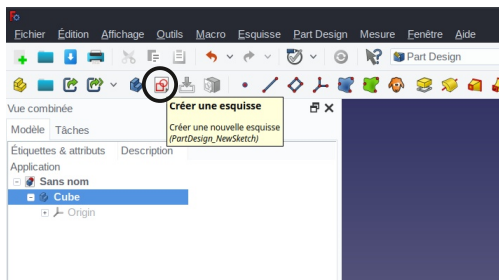 Fichier Édition Affichage Outils Macro Esquisse Part Design Mesure Fenêtre Aide
Part Design
Créer une esquisse
Créer une nouvelle esquisse
(PartDesign_NewSketch)
Vue combinée
Modèle Tâches
Étiquettes & attributs Description
Application
Sans nom
Cube
Origin